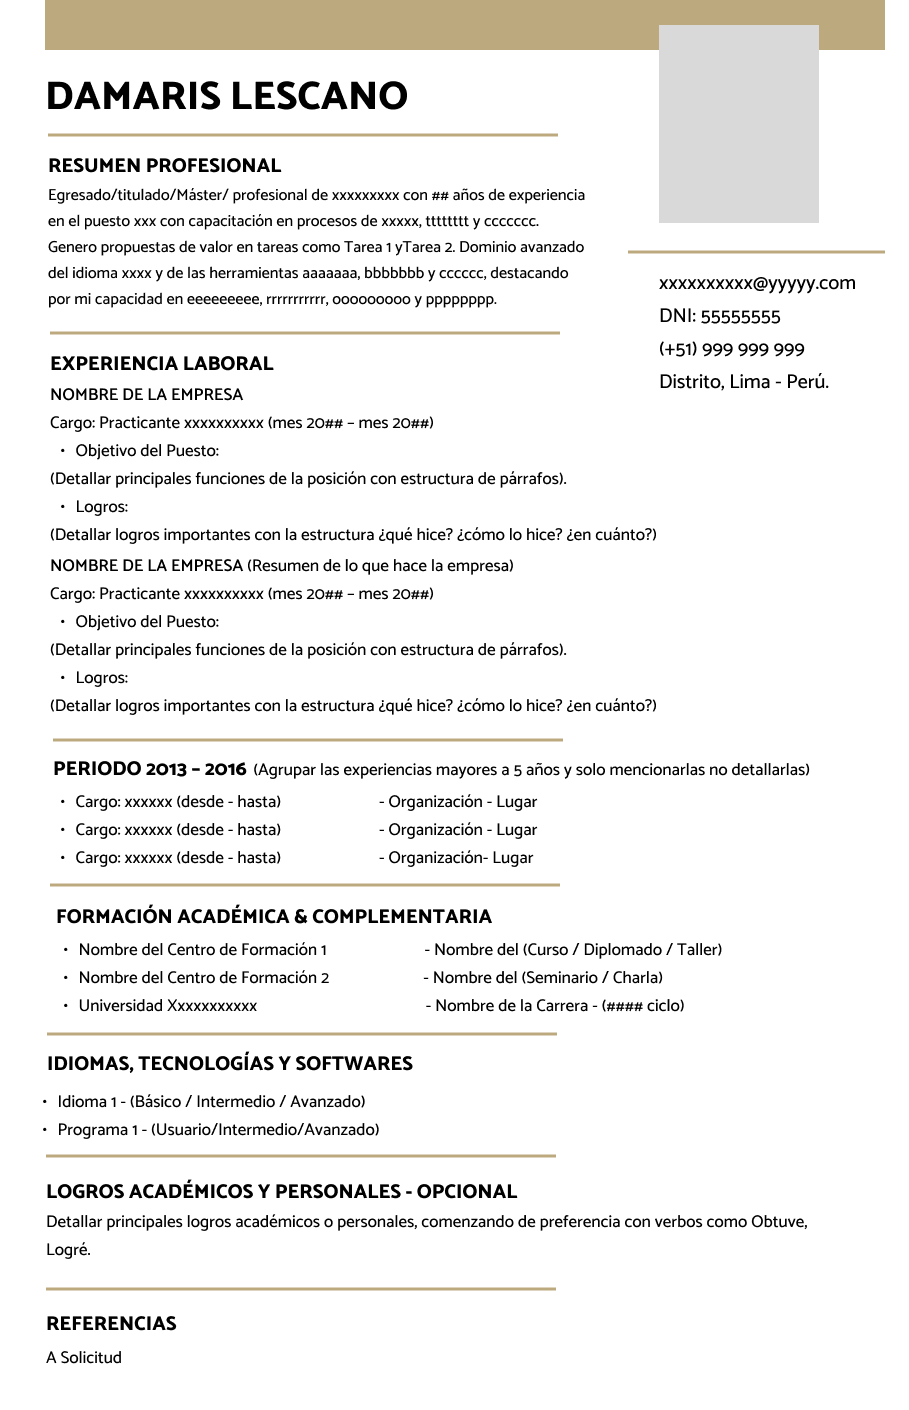 DAMARIS LESCANO
RESUMEN PROFESIONAL
Egresado/titulado/Máster/ profesional de xxxxxxxxx con ## años de experiencia
en el puesto xxx con capacitación en procesos de xxxxx, tttttttt y ccccccc.
Genero propuestas de valor en tareas como Tarea 1 yTarea 2. Dominio avanzado
del idioma xxxx y de las herramientas aaaaaaa, bbbbbbb y cccccc, destacando
por mi capacidad en eeeeeeeee, rrrrrrrrrrr, ooooooooo y pppppppp.
xxxxxxxxxx@yyyyy.com
DNI: 55555555
(+51) 999 999 999
Distrito, Lima - Perú.
EXPERIENCIA LABORAL
NOMBRE DE LA EMPRESA
Cargo: Practicante xxxxxxxxxx (mes 20## – mes 20##)
• Objetivo del Puesto:
(Detallar principales funciones de la posición con estructura de párrafos).
• Logros:
(Detallar logros importantes con la estructura ¿qué hice? ¿cómo lo hice? ¿en cuánto?)
NOMBRE DE LA EMPRESA (Resumen de lo que hace la empresa)
Cargo: Practicante xxxxxxxxxx (mes 20## – mes 20##)
• Objetivo del Puesto:
(Detallar principales funciones de la posición con estructura de párrafos).
• Logros:
(Detallar logros importantes con la estructura ¿qué hice? ¿cómo lo hice? ¿en cuánto?)
PERIODO 2013 – 2016 (Agrupar las experiencias mayores a 5 años y solo mencionarlas no detallarlas)
• Cargo: xxxxxx (desde - hasta) - Organización - Lugar
• Cargo: xxxxxx (desde - hasta) - Organización - Lugar
• Cargo: xxxxxx (desde - hasta) - Organización- Lugar
FORMACIÓN ACADÉMICA & COMPLEMENTARIA
• Nombre del Centro de Formación 1 - Nombre del (Curso / Diplomado / Taller)
• Nombre del Centro de Formación 2 - Nombre del (Seminario / Charla)
• Universidad Xxxxxxxxxxx - Nombre de la Carrera - (#### ciclo)
IDIOMAS, TECNOLOGÍAS Y SOFTWARES
• Idioma 1 - (Básico / Intermedio / Avanzado)
• Programa 1 - (Usuario/Intermedio/Avanzado)
LOGROS ACADÉMICOS Y PERSONALES - OPCIONAL
Detallar principales logros académicos o personales, comenzando de preferencia con verbos como Obtuve,
Logré.
REFERENCIAS
A Solicitud